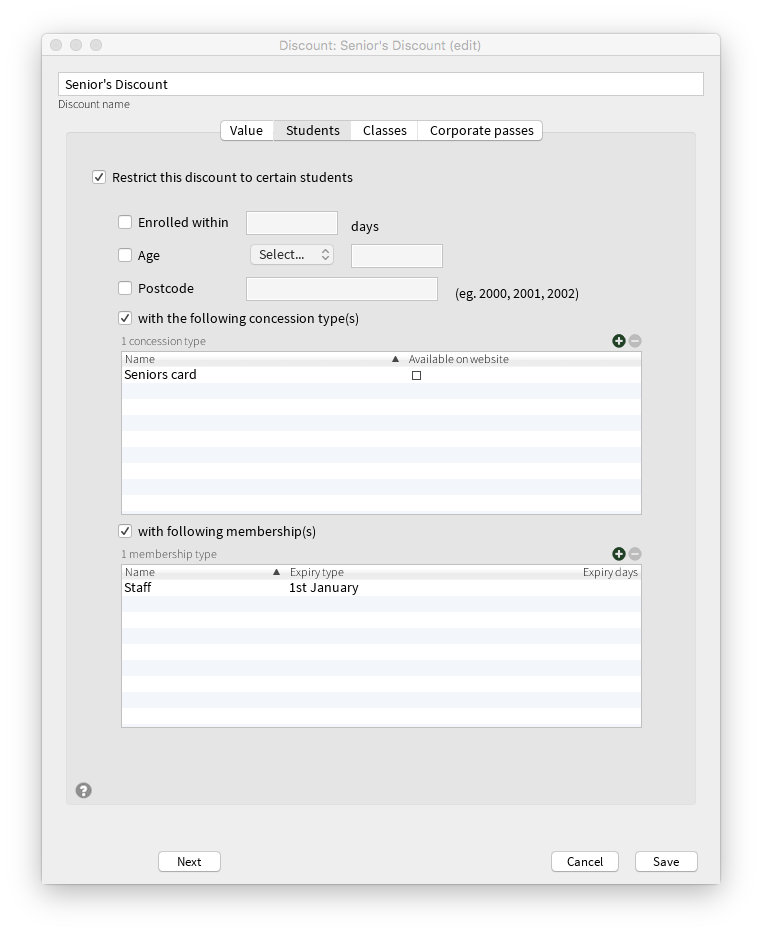 Discount: Senior's Discount (edit)
Senior's Discount
Discount name
Value Students Classes Corporate passes
Restrict this discount to certain students
Enrolled within days
Age Select...
Postcode (eg. 2000, 2001, 2002)
with the following concession type(s)
1 concession type
Name Available on website
Seniors card
with following membership(s)
1 membership type
Name Expiry type Expiry days
Staff 1st January
?
Next Cancel Save